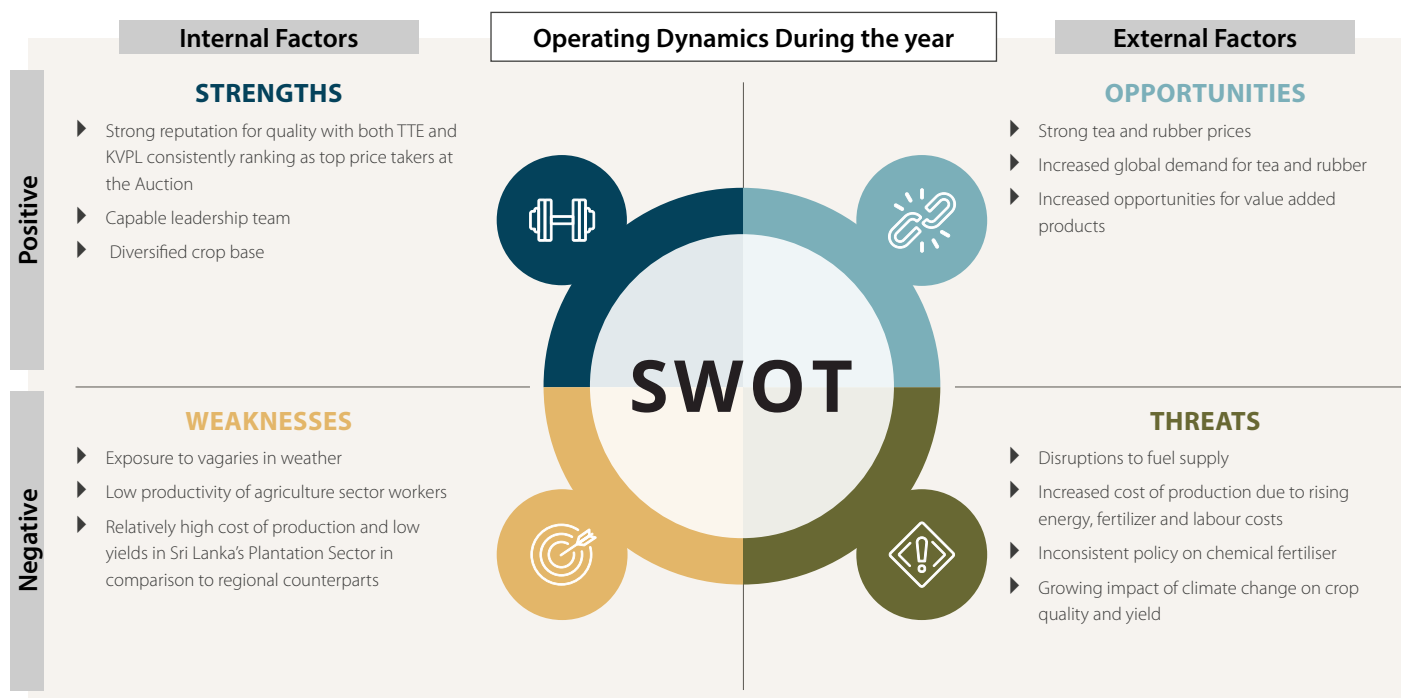 Internal Factors
Operating Dynamics During the year
External Factors
Positive
STRENGTHS
Strong reputation for quality with both TTE and
KVPL consistently ranking as top price takers at
the Auction
Capable leadership team
Diversified crop base
OPPORTUNITIES
Strong tea and rubber prices
Increased global demand for tea and rubber
Increased opportunities for value added
products
SWOT
Negative
WEAKNESSES
Exposure to vagaries in weather
Low productivity of agriculture sector workers
Relatively high cost of production and low
yields in Sri Lanka’s Plantation Sector in
comparison to regional counterparts
THREATS
Disruptions to fuel supply
Increased cost of production due to rising
energy, fertilizer and labour costs
Inconsistent policy on chemical fertiliser
Growing impact of climate change on crop
quality and yield